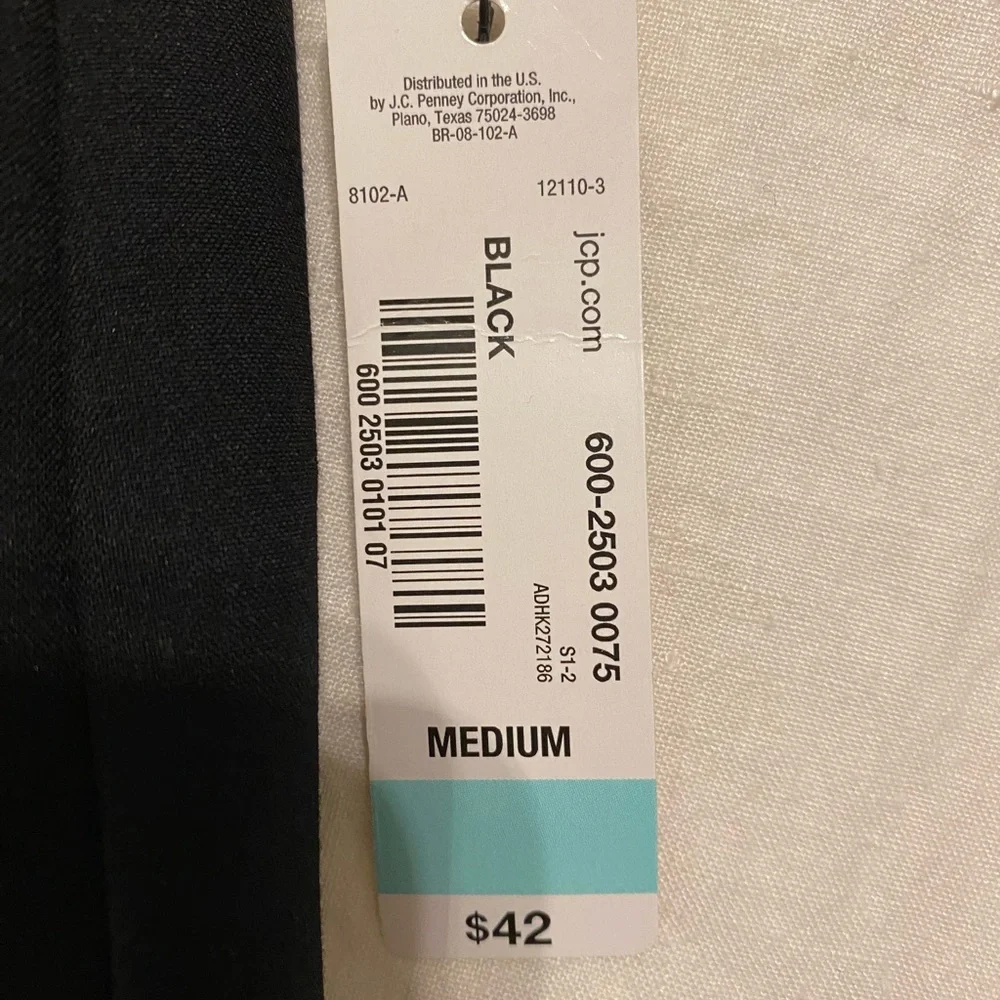 Distributed in the U.S.
by J.C. Penney Corporation, Inc.,
Plano, Texas 75024-3698
BR-08-102-A
8102-A
12110-3
jcp.com
600-2503 0075
S1-2
ADHK272186
BLACK
600 2503 0101 07
MEDIUM
$42